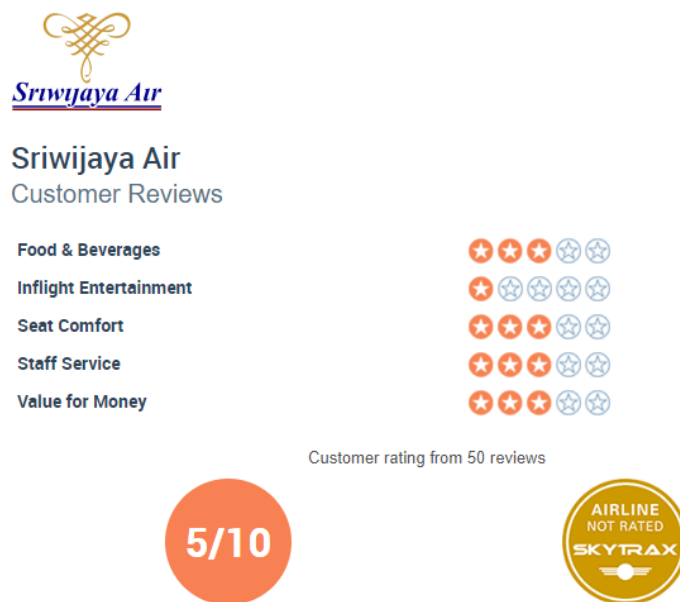 Sriwijaya Air
Sriwijaya Air
Customer Reviews
Food & Beverages
Inflight Entertainment
Seat Comfort
Staff Service
Value for Money
Customer rating from 50 reviews
5/10
AIRLINE
NOT RATED
SKYTRAX